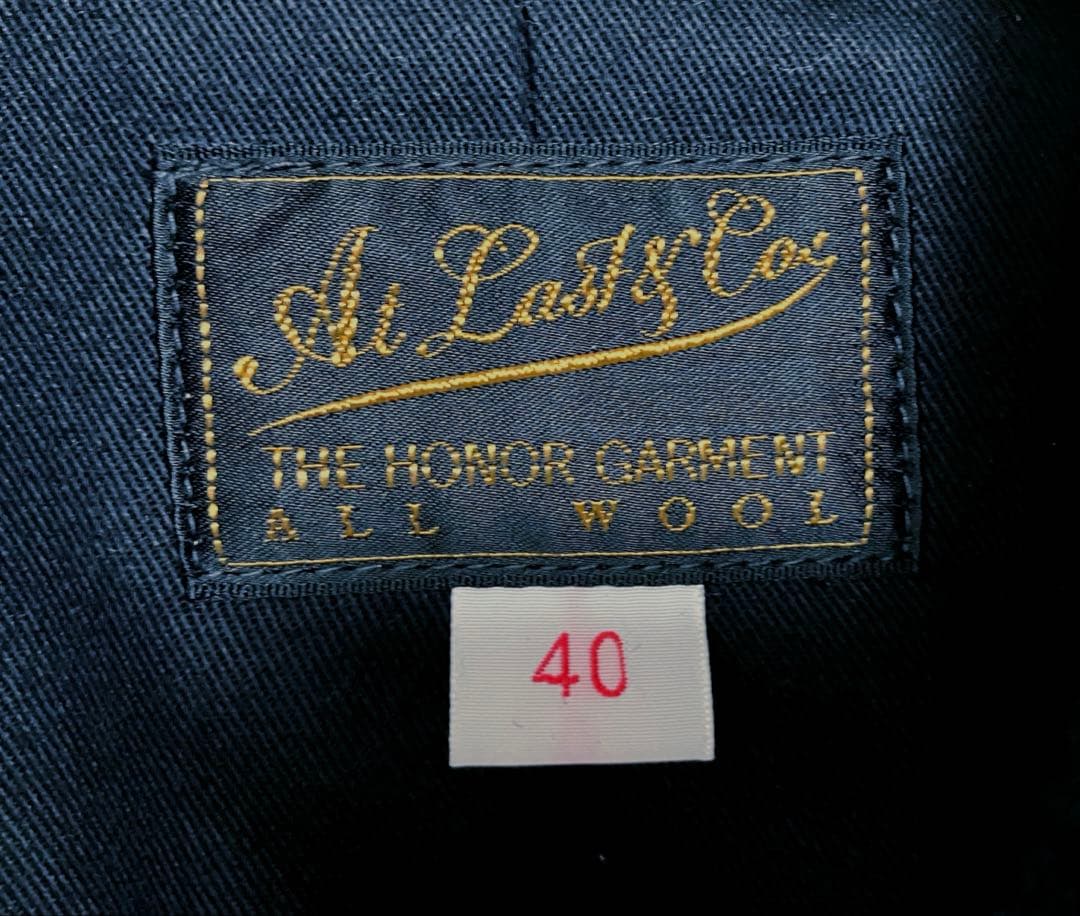 At Last & Co.
THE HONOR GARMENT
ALL WOOL
40